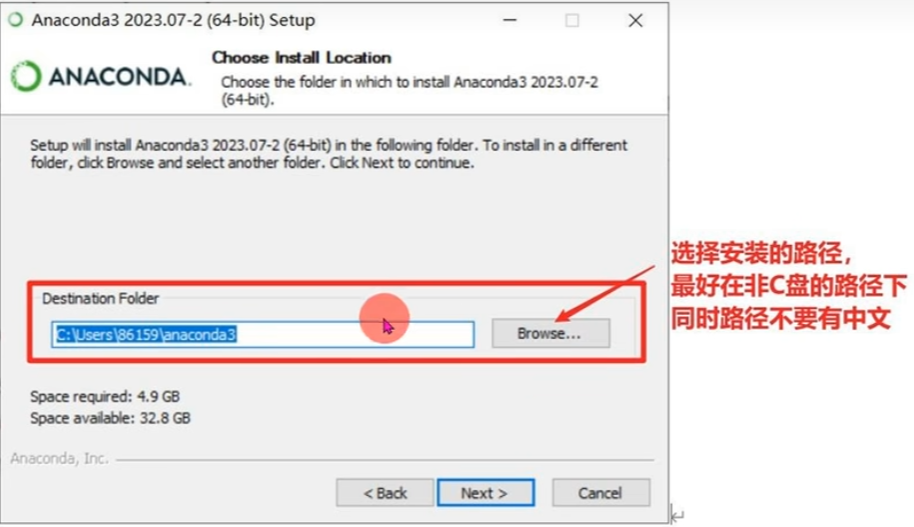 Anaconda3 2023.07-2 (64-bit) Setup
ANACONDA.
Choose Install Location
Choose the folder in which to install Anaconda3 2023.07-2
(64-bit).
Setup will install Anaconda3 2023.07-2 (64-bit) in the following folder. To install in a different
folder, click Browse and select another folder. Click Next to continue.
选择安装的路径，
最好在非C盘的路径下
同时路径不要有中文
Destination Folder
C:\Users\86159\anaconda3
Browse...
Space required: 4.9 GB
Space available: 32.8 GB
Anaconda, Inc.
< Back
Next >
Cancel